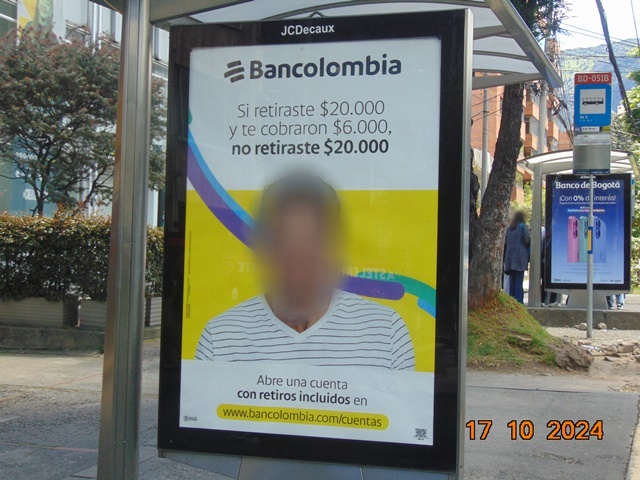 JCDecaux
Bancolombia
Si retiraste $20.000
y te cobraron $6.000,
no retiraste $20.000
Abre una cuenta
con retiros incluidos en
www.bancolombia.com/cuentas
BD-051B
Banco de Bogotá
¡Con 0% de interés!
17 10 2024